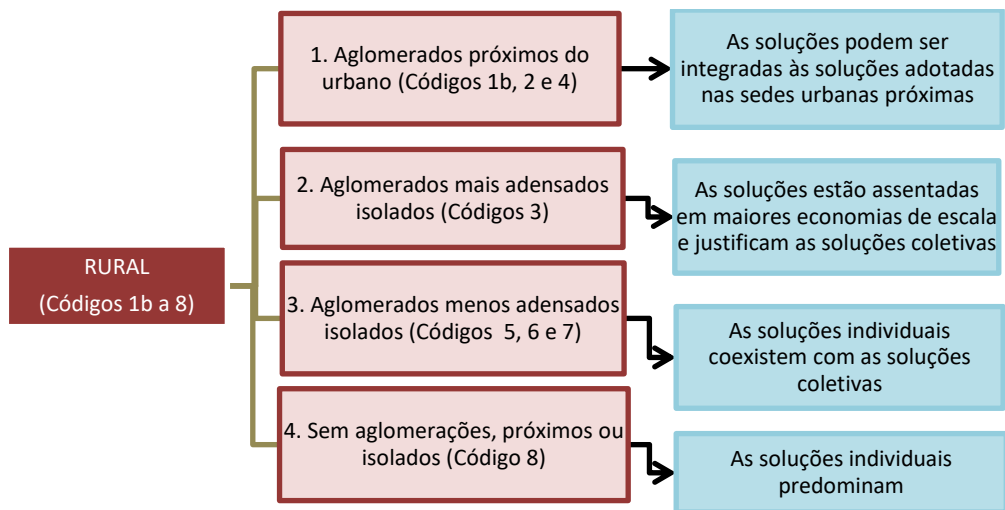 RURAL
(Códigos 1b a 8)
1. Aglomerados próximos do
urbano (Códigos 1b, 2 e 4)
As soluções podem ser
integradas às soluções adotadas
nas sedes urbanas próximas
2. Aglomerados mais adensados
isolados (Códigos 3)
As soluções estão assentadas
em maiores economias de escala
e justificam as soluções coletivas
3. Aglomerados menos adensados
isolados (Códigos 5, 6 e 7)
As soluções individuais
coexistem com as soluções
coletivas
4. Sem aglomerações, próximos ou
isolados (Código 8)
As soluções individuais
predominam